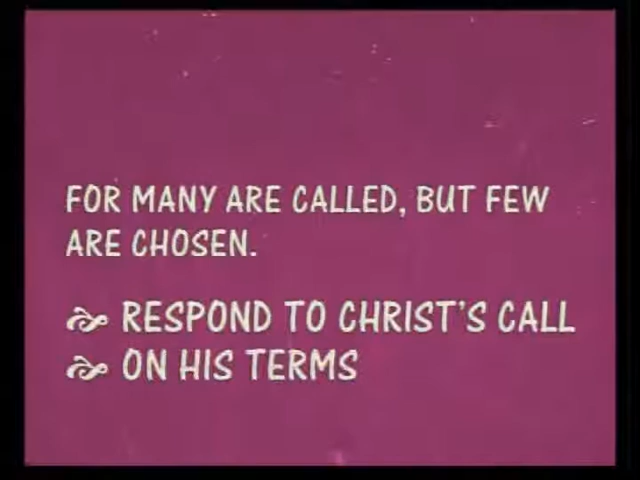 FOR MANY ARE CALLED, BUT FEW
ARE CHOSEN.
RESPOND TO CHRIST'S CALL
ON HIS TERMS